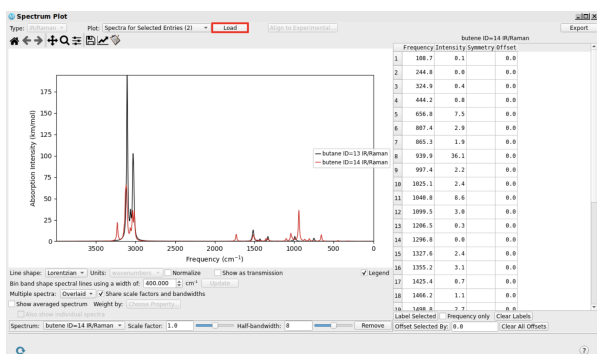 Spectrum Plot
Type: IR/Raman Plot: Spectra for Selected Entries (2) Load Align to Experimental... Export
butene ID=14 IR/Raman
Frequency Intensity Symmetry Offset
1 108.7 0.1 0.0
2 244.8 0.0 0.0
3 324.9 0.4 0.0
4 444.2 0.8 0.0
5 656.8 7.5 0.0
6 807.4 2.9 0.0
7 865.3 1.9 0.0
8 939.9 36.1 0.0
9 997.4 2.2 0.0
10 1025.1 2.4 0.0
11 1040.8 8.6 0.0
12 1099.5 3.0 0.0
13 1206.5 0.3 0.0
14 1296.8 0.0 0.0
15 1327.6 2.4 0.0
16 1355.2 3.1 0.0
17 1425.4 0.7 0.0
18 1466.2 1.1 0.0
19 1498.8 2.7 0.0
Absorption Intensity (km/mol)
175
150
125
100
75
50
25
0
butane ID=13 IR/Raman
butene ID=14 IR/Raman
3500 3000 2500 2000 1500 1000 500 0
Frequency (cm⁻¹)
Line shape: Lorentzian Units: wavenumbers Normalize Show as transmission Legend
Bin band shape spectral lines using a width of: 400.000 cm⁻¹ Update
Multiple spectra: Overlaid Share scale factors and bandwidths
Show averaged spectrum Weight by: Choose Property...
Also show individual spectra
Label Selected Frequency only Clear Labels
Spectrum: butene ID=14 IR/Raman Scale factor: 1.0 Half-bandwidth: 8 Remove
Offset Selected By: 0.0 Clear All Offsets
?